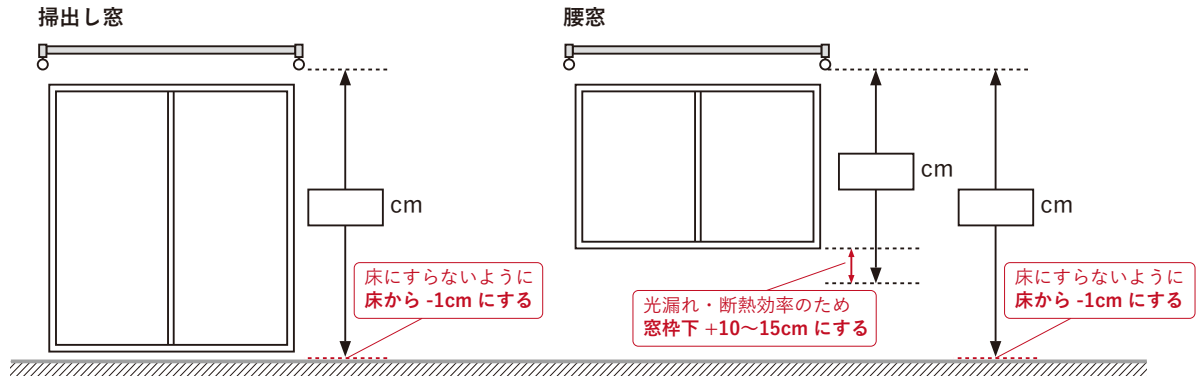 掃出し窓
腰窓
cm
cm
cm
床にすらないように
床から -1cm にする
光漏れ・断熱効率のため
窓枠下 +10〜15cm にする
床にすらないように
床から -1cm にする